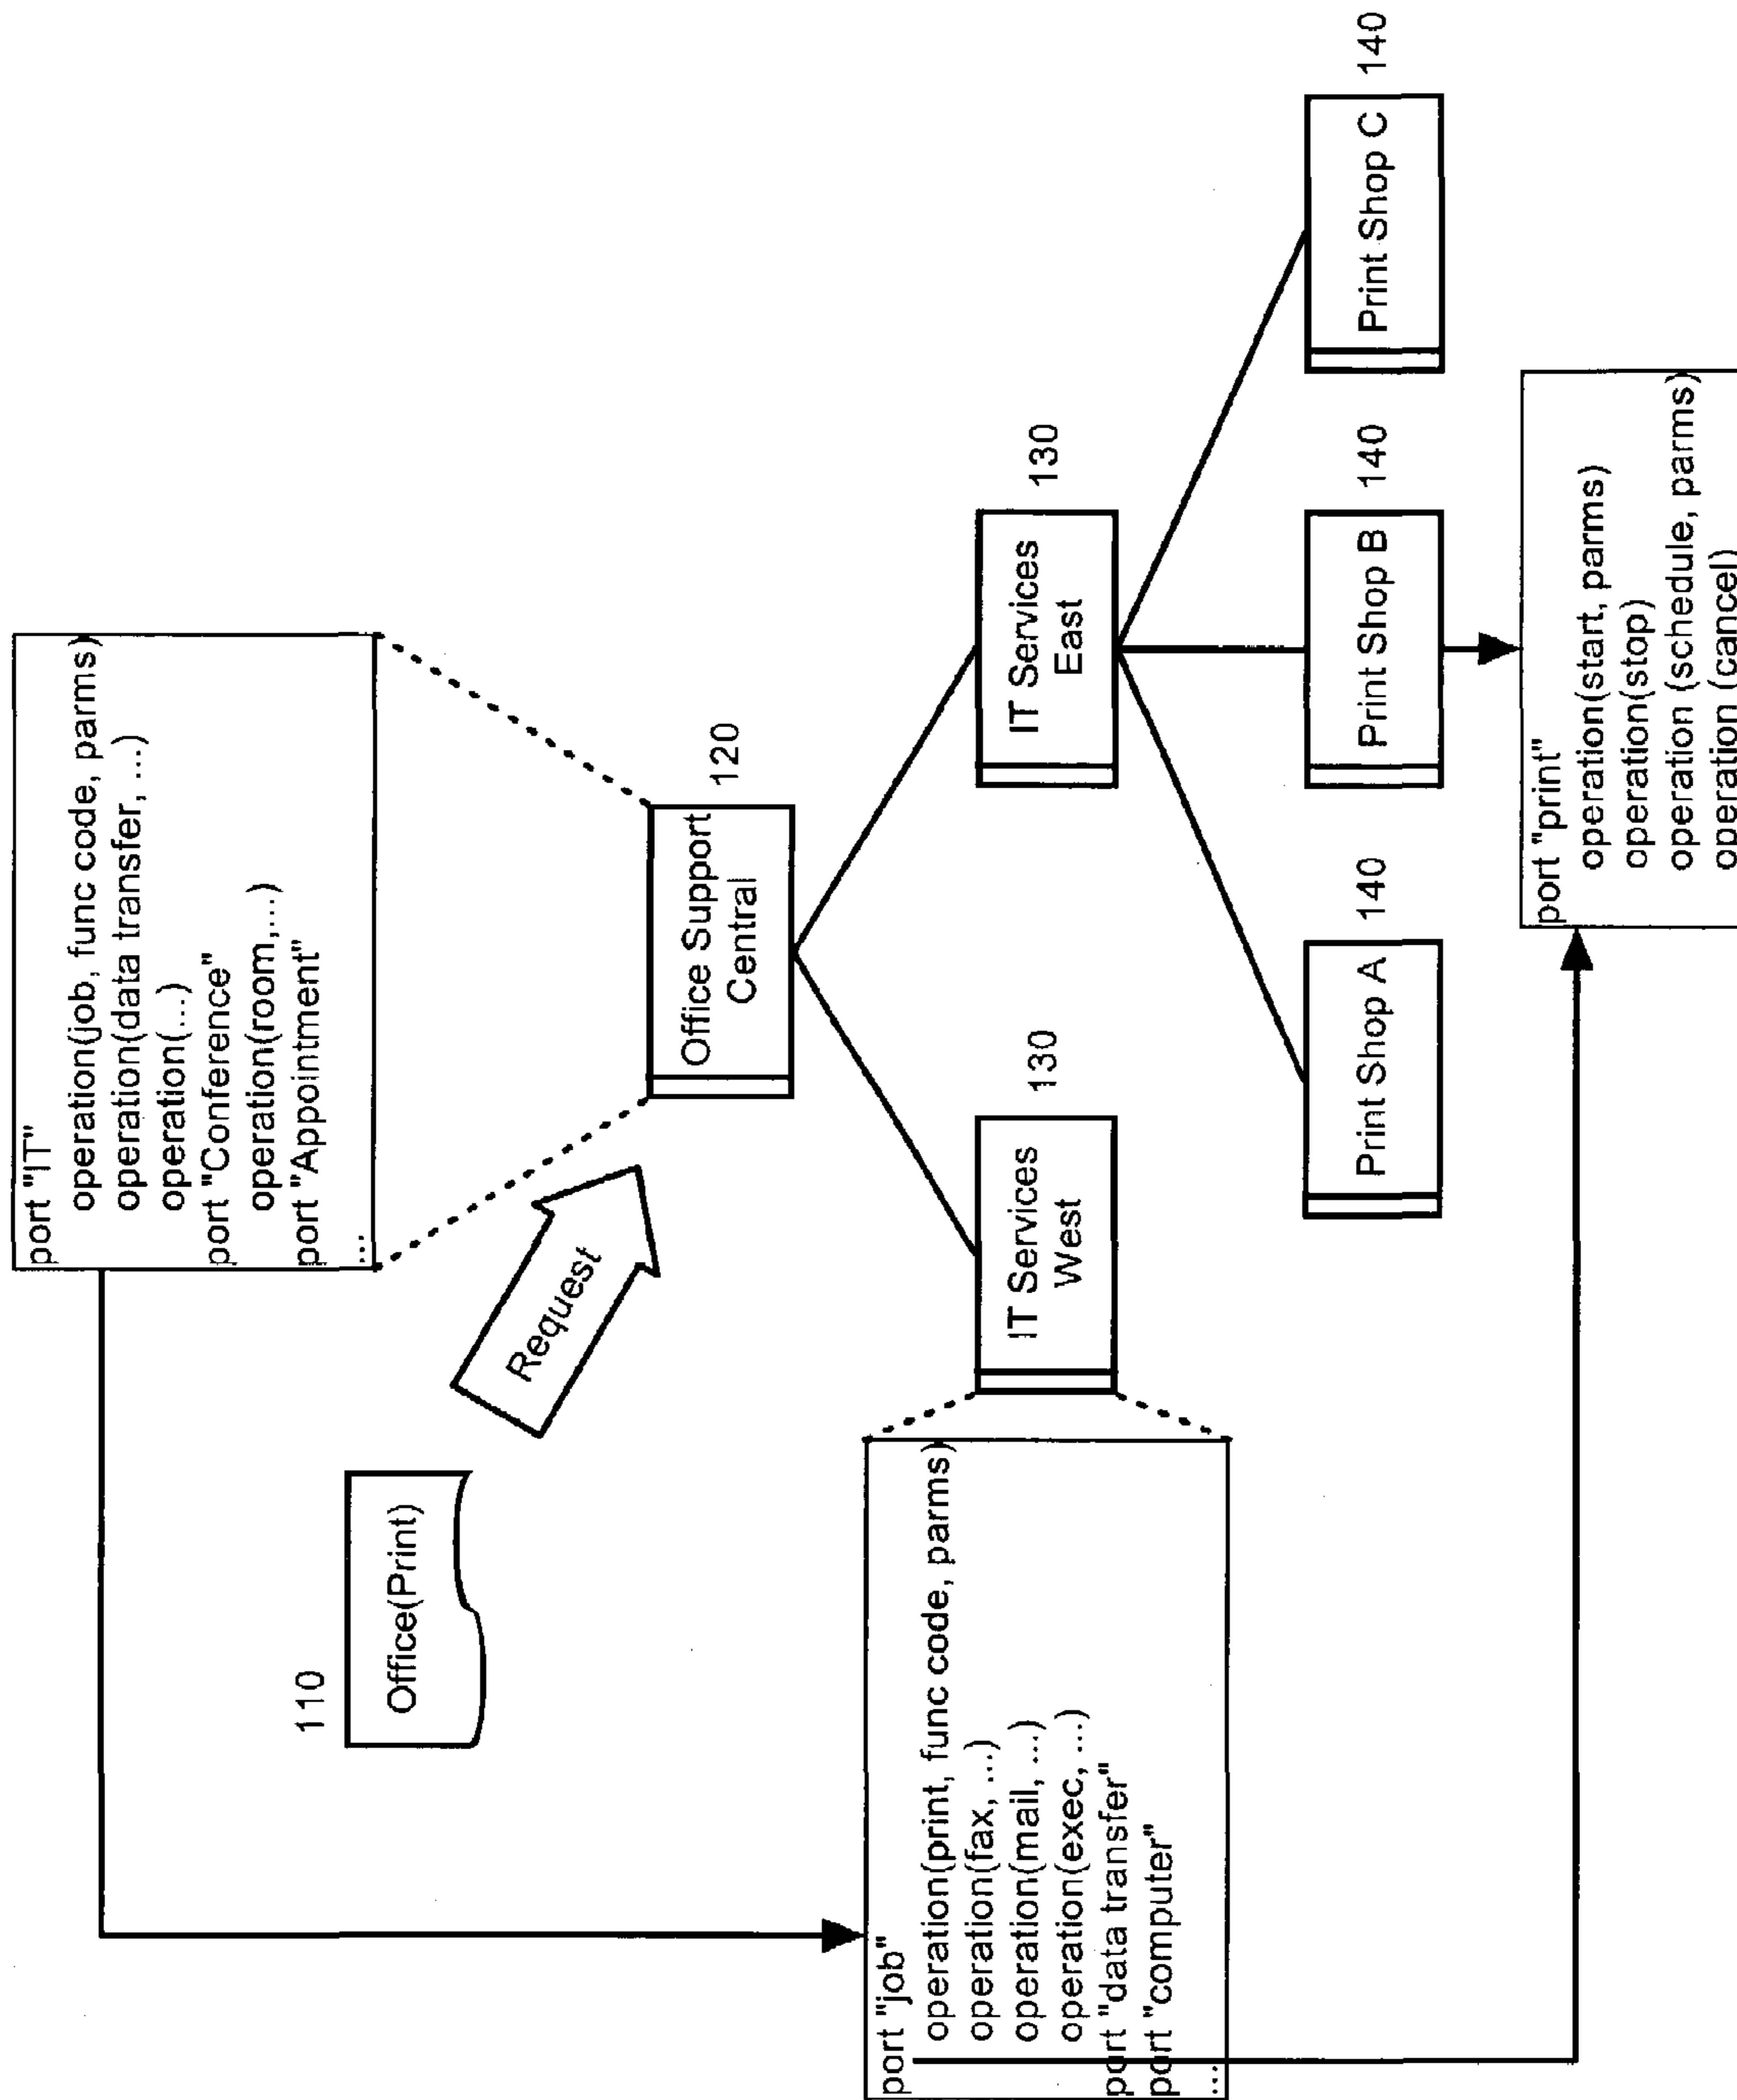 port "IT"
operation(job, func code, parms)
operation(data transfer, ...)
operation(...)
port "Conference"
operation(room,...)
port "Appointment"
...
110
Office(Print)
Request
Office Support
Central
120
port "job"
operation(print, func code, parms)
operation(fax, ...)
operation(mail, ...)
operation(exec, ...)
port "data transfer"
port "computer"
...
IT Services
West
130
IT Services
East
130
Print Shop A
140
Print Shop B
140
Print Shop C
140
port "print"
operation(start, parms)
operation(stop)
operation (schedule, parms)
operation (cancel)